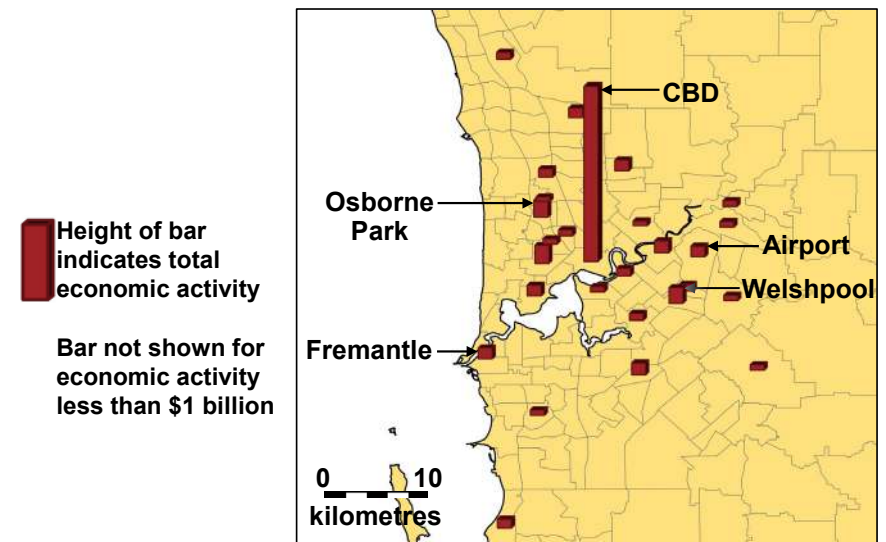 CBD
Osborne
Park
Height of bar
indicates total
economic activity
Airport
Welshpool
Bar not shown for
economic activity
less than $1 billion
Fremantle
0 10
kilometres